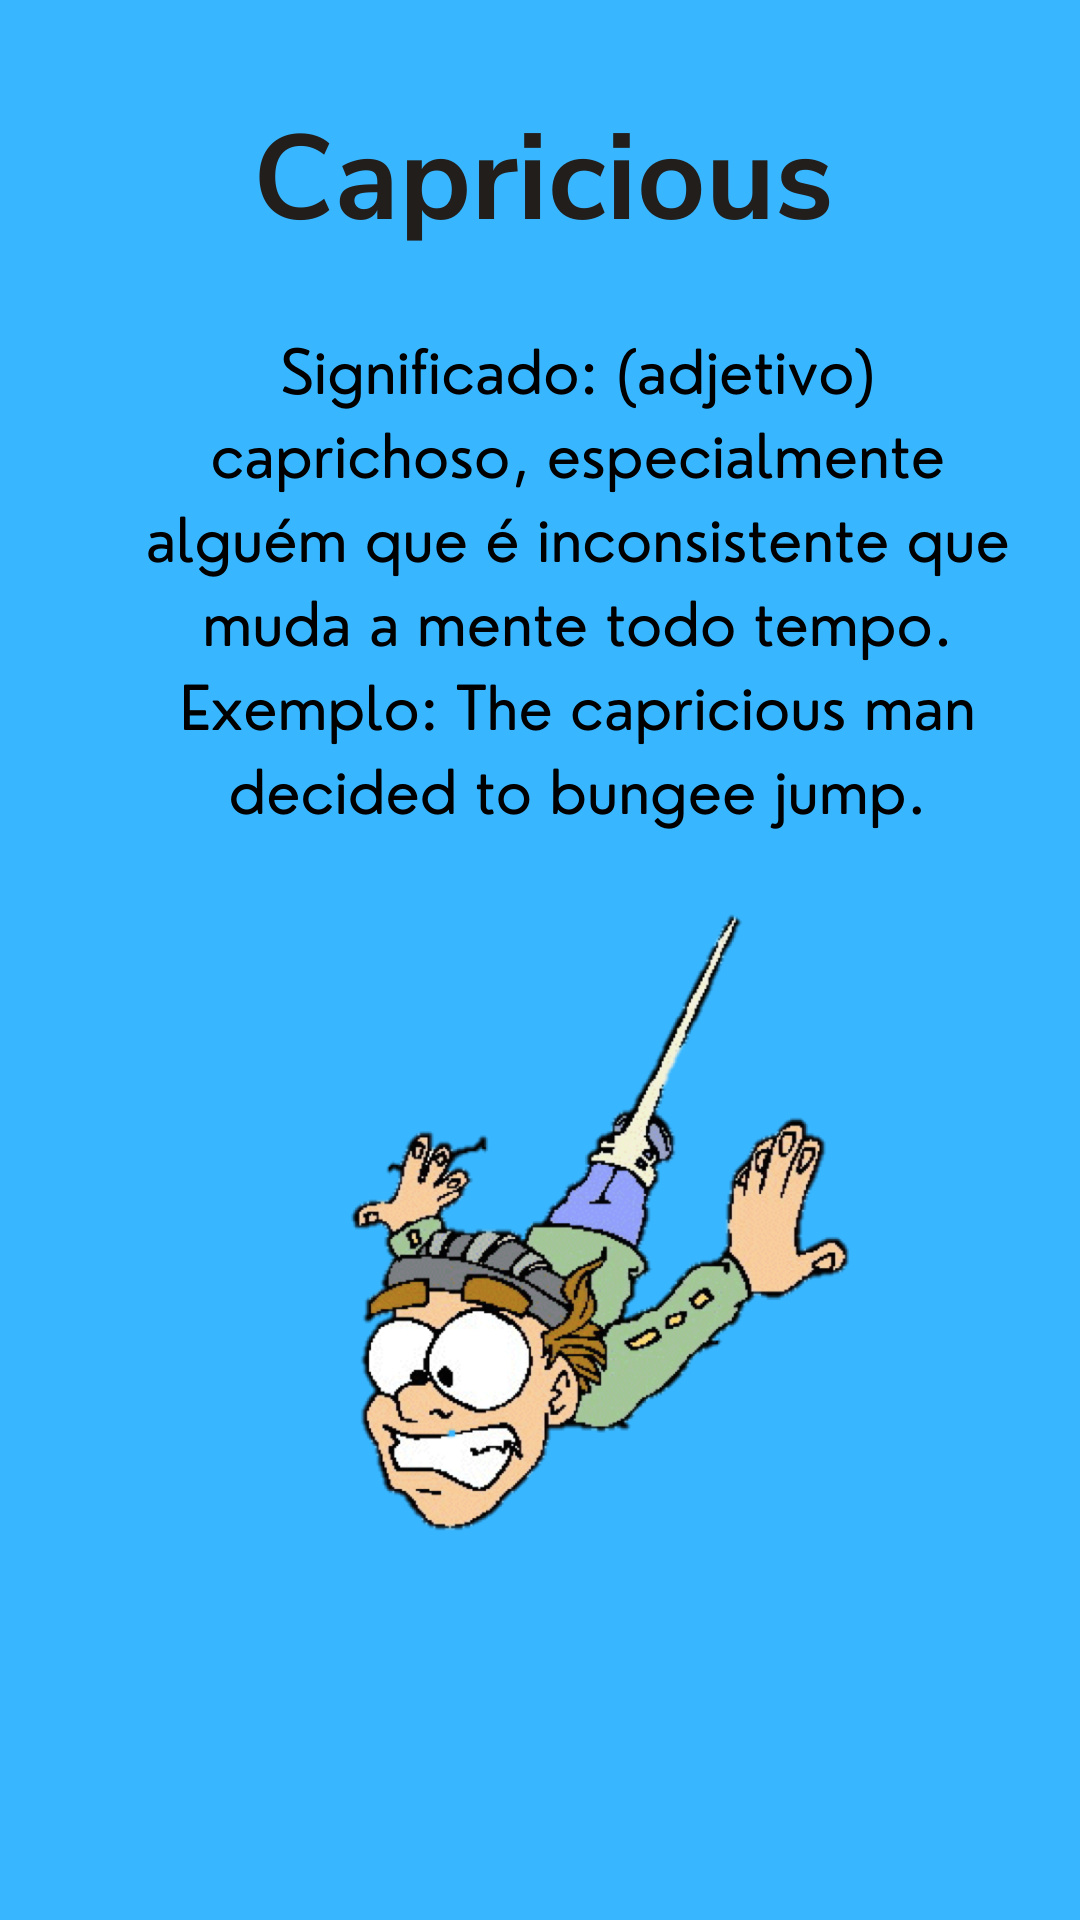 Capricious
Significado: (adjetivo)
caprichoso, especialmente
alguém que é inconsistente que
muda a mente todo tempo.
Exemplo: The capricious man
decided to bungee jump.